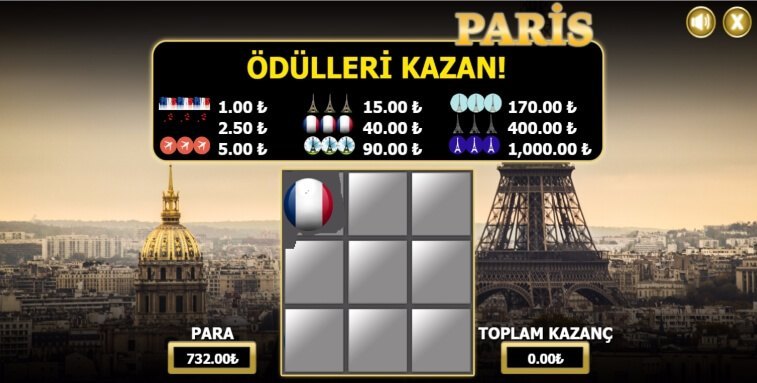 PARİS
ÖDÜLLERİ KAZAN!
1.00 ₺ 15.00 ₺ 170.00 ₺
2.50 ₺ 40.00 ₺ 400.00 ₺
5.00 ₺ 90.00 ₺ 1,000.00 ₺
PARA TOPLAM KAZANÇ
732.00₺ 0.00₺